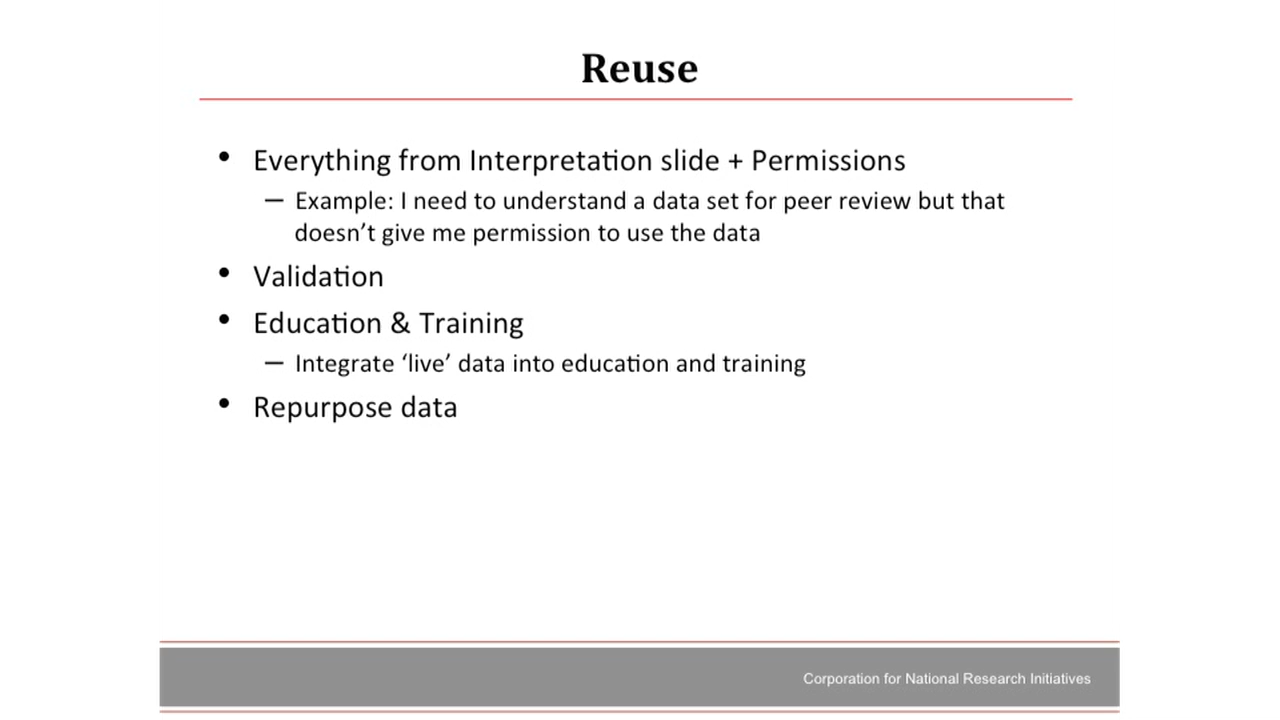 Reuse
• Everything from Interpretation slide + Permissions
– Example: I need to understand a data set for peer review but that
doesn’t give me permission to use the data
• Validation
• Education & Training
– Integrate ‘live’ data into education and training
• Repurpose data
Corporation for National Research Initiatives